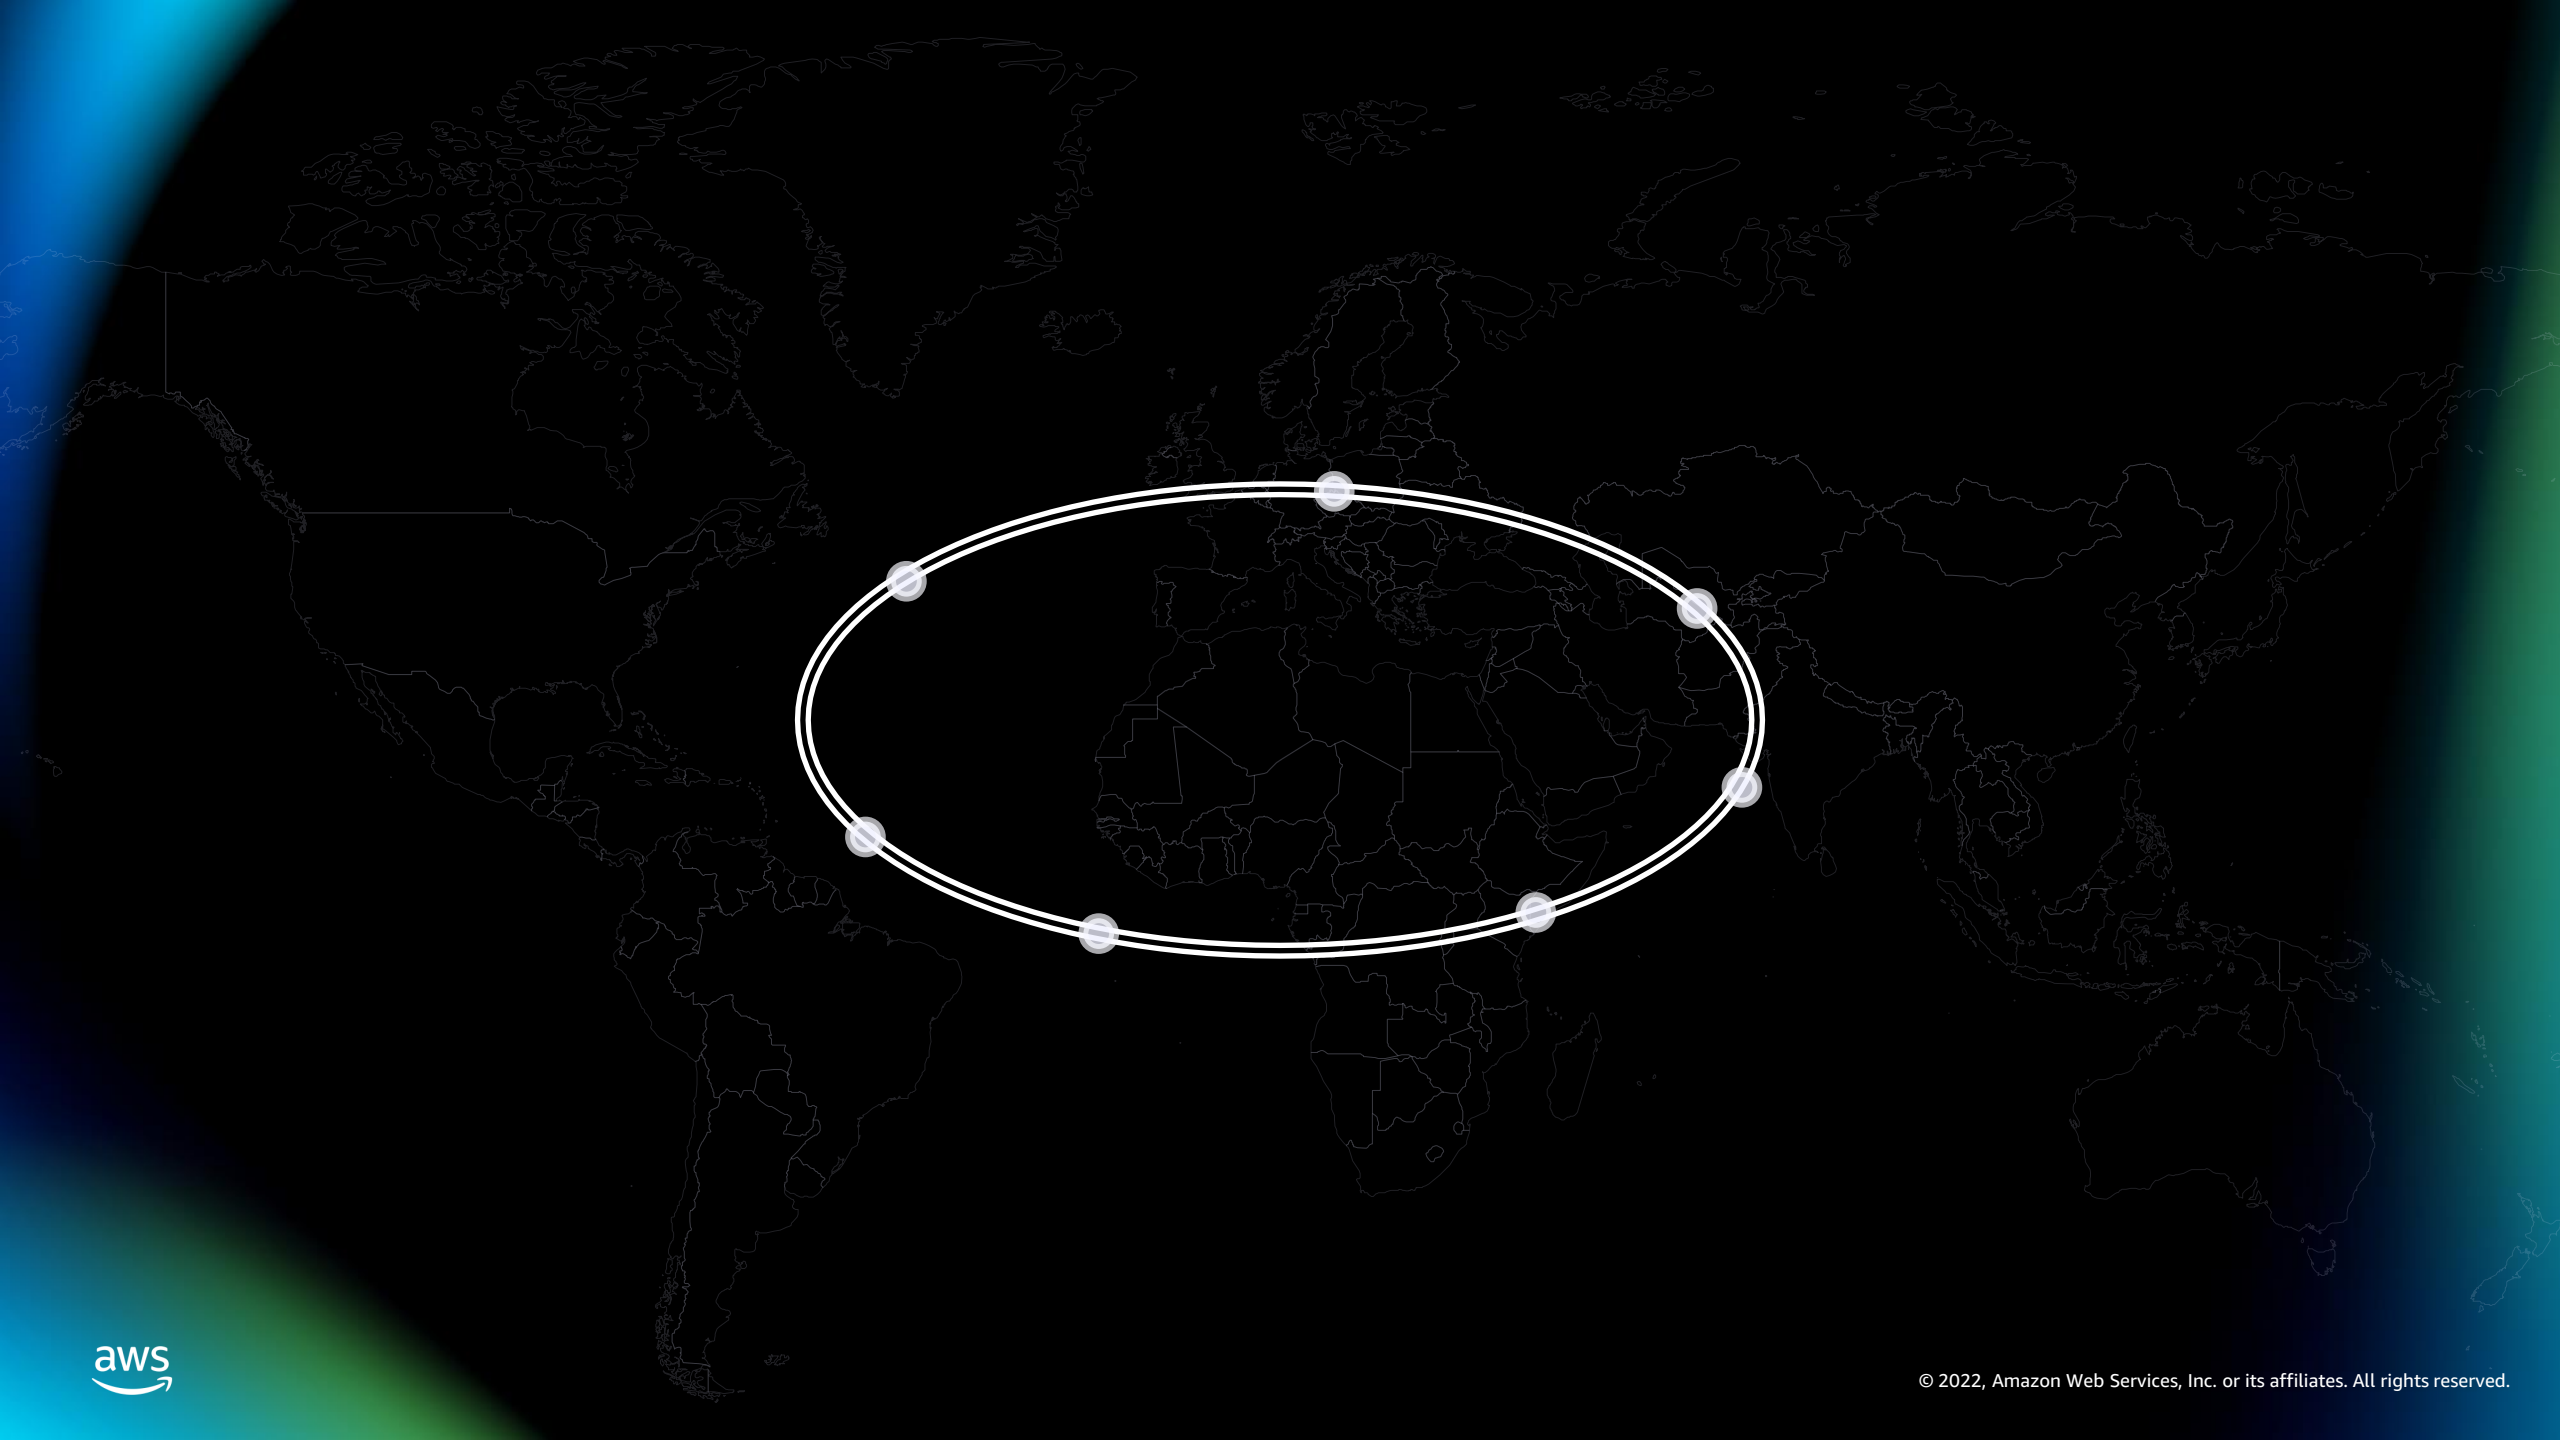 aws
© 2022, Amazon Web Services, Inc. or its affiliates. All rights reserved.